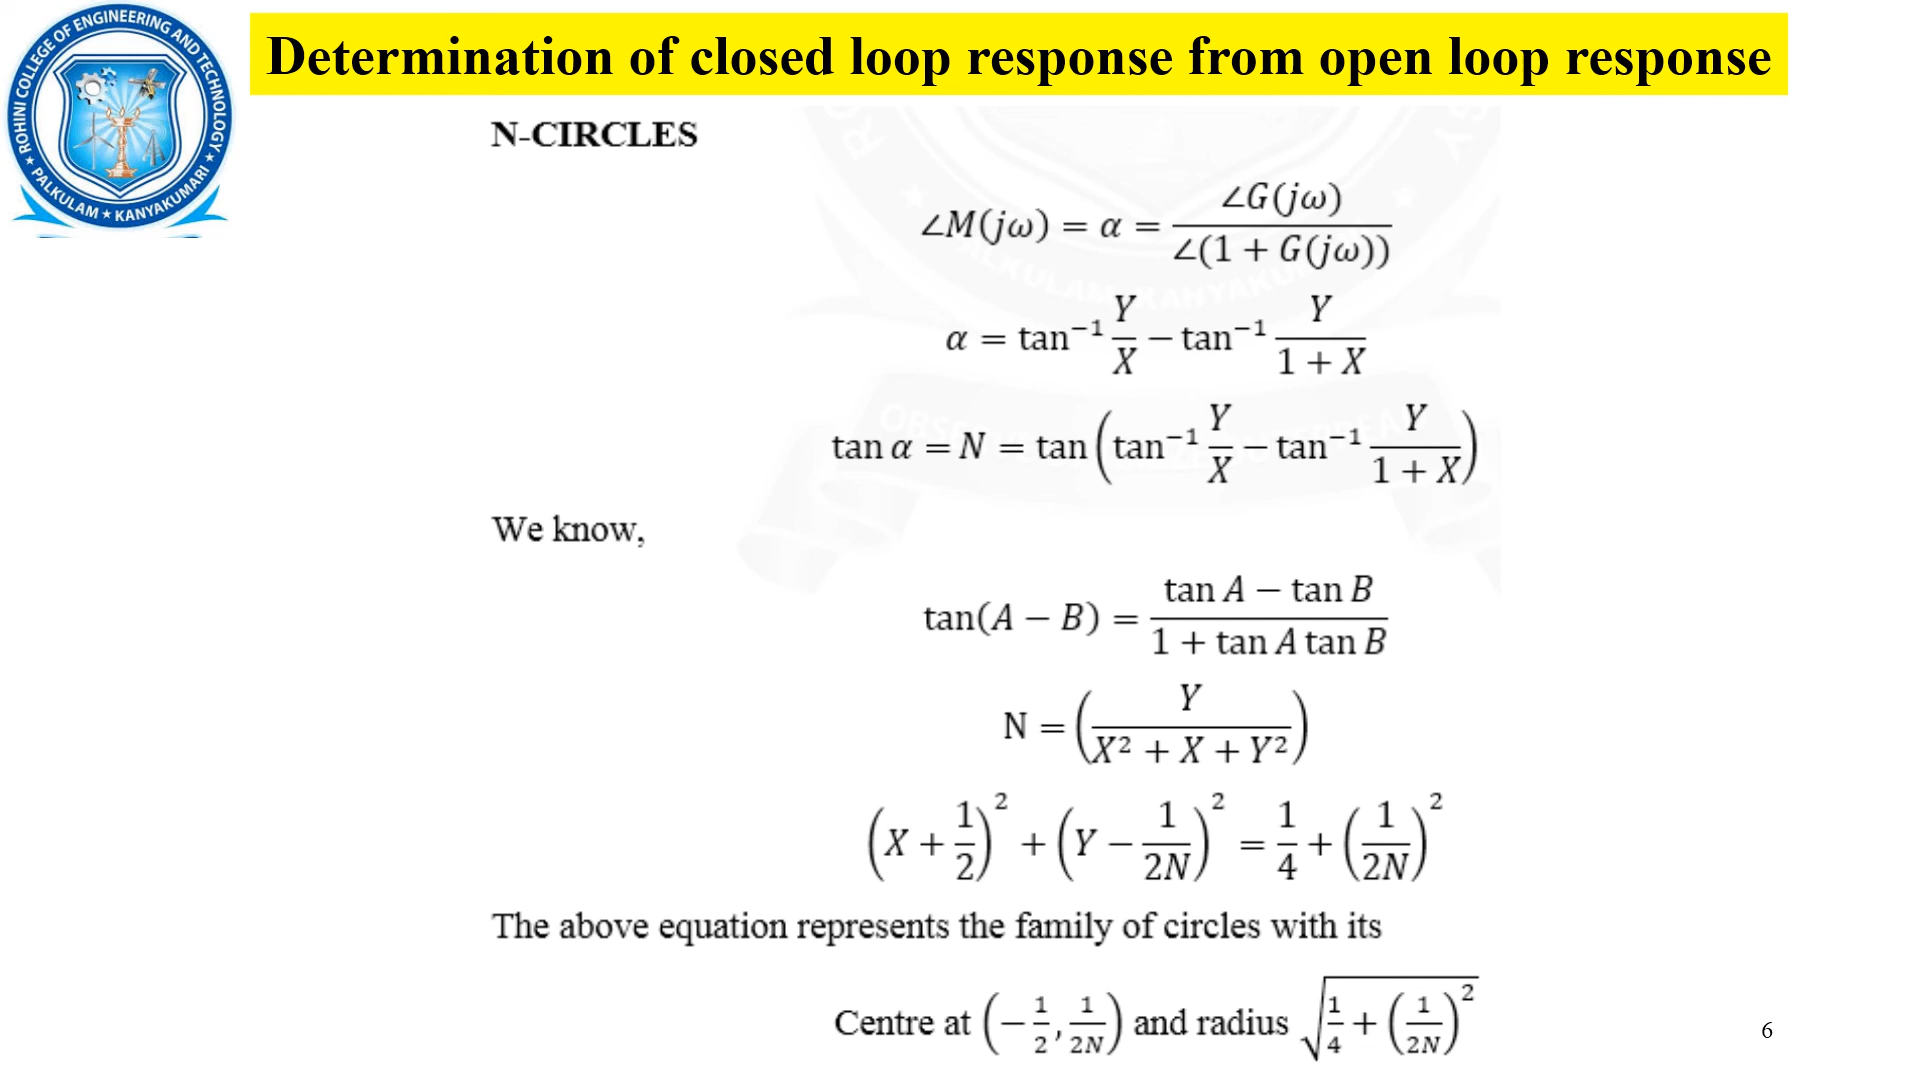 ROHINI COLLEGE OF ENGINEERING AND TECHNOLOGY
★ PALKULAM ★ KANYAKUMARI ★
Determination of closed loop response from open loop response
N-CIRCLES
∠M(jω) = α = ∠G(jω) / ∠(1 + G(jω))
α = tan⁻¹ Y/X − tan⁻¹ Y/(1 + X)
tan α = N = tan (tan⁻¹ Y/X − tan⁻¹ Y/(1 + X))
We know,
tan(A − B) = (tan A − tan B) / (1 + tan A tan B)
N = (Y / (X² + X + Y²))
(X + 1/2)² + (Y − 1/2N)² = 1/4 + (1/2N)²
The above equation represents the family of circles with its
Centre at (−1/2, 1/2N) and radius √(1/4 + (1/2N)²)
6